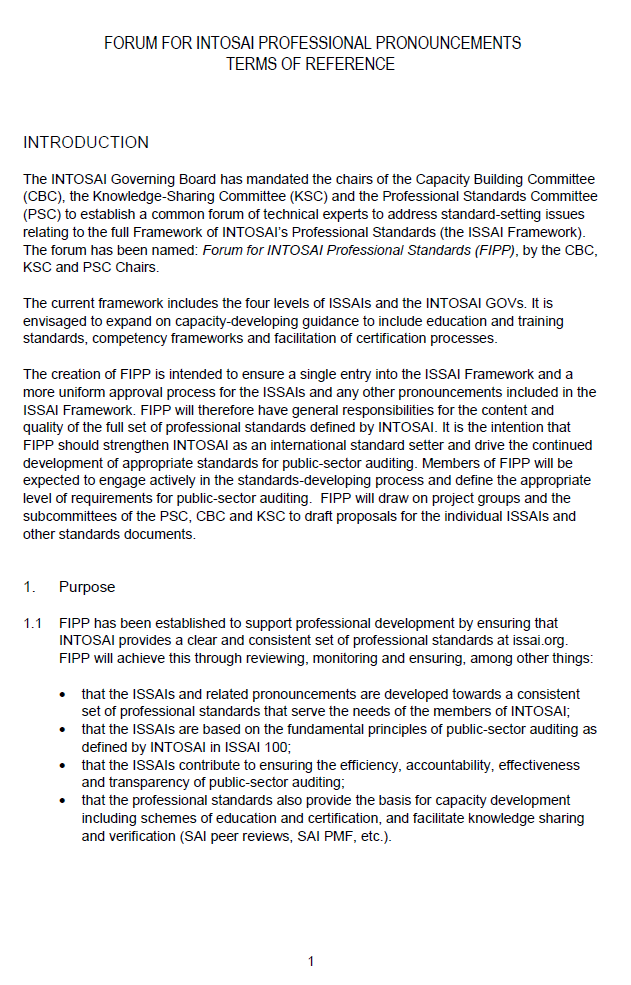 FORUM FOR INTOSAI PROFESSIONAL PRONOUNCEMENTS
TERMS OF REFERENCE
INTRODUCTION
The INTOSAI Governing Board has mandated the chairs of the Capacity Building Committee
(CBC), the Knowledge-Sharing Committee (KSC) and the Professional Standards Committee
(PSC) to establish a common forum of technical experts to address standard-setting issues
relating to the full Framework of INTOSAI's Professional Standards (the ISSAI Framework).
The forum has been named: Forum for INTOSAI Professional Standards (FIPP), by the CBC,
KSC and PSC Chairs.
The current framework includes the four levels of ISSAIs and the INTOSAI GOVs. It is
envisaged to expand on capacity-developing guidance to include education and training
standards, competency frameworks and facilitation of certification processes.
The creation of FIPP is intended to ensure a single entry into the ISSAI Framework and a
more uniform approval process for the ISSAIs and any other pronouncements included in the
ISSAI Framework. FIPP will therefore have general responsibilities for the content and
quality of the full set of professional standards defined by INTOSAI. It is the intention that
FIPP should strengthen INTOSAI as an international standard setter and drive the continued
development of appropriate standards for public-sector auditing. Members of FIPP will be
expected to engage actively in the standards-developing process and define the appropriate
level of requirements for public-sector auditing. FIPP will draw on project groups and the
subcommittees of the PSC, CBC and KSC to draft proposals for the individual ISSAIs and
other standards documents.
1. Purpose
1.1 FIPP has been established to support professional development by ensuring that
INTOSAI provides a clear and consistent set of professional standards at issai.org.
FIPP will achieve this through reviewing, monitoring and ensuring, among other things:
• that the ISSAIs and related pronouncements are developed towards a consistent
set of professional standards that serve the needs of the members of INTOSAI;
• that the ISSAIs are based on the fundamental principles of public-sector auditing as
defined by INTOSAI in ISSAI 100;
• that the ISSAIs contribute to ensuring the efficiency, accountability, effectiveness
and transparency of public-sector auditing;
• that the professional standards also provide the basis for capacity development
including schemes of education and certification, and facilitate knowledge sharing
and verification (SAI peer reviews, SAI PMF, etc.).
1